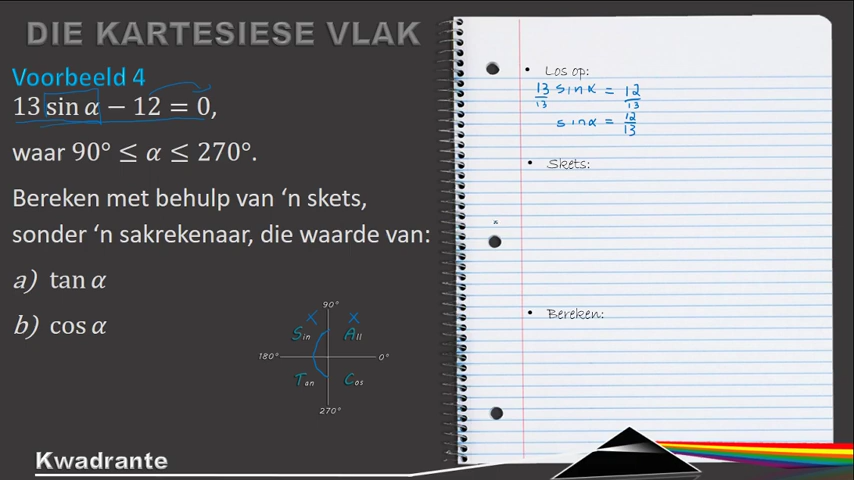 DIE KARTESIESE VLAK
Voorbeeld 4
13 sin α − 12 = 0,
waar 90° ≤ α ≤ 270°.
Bereken met behulp van ‘n skets,
sonder ‘n sakrekenaar, die waarde van:
a) tan α
b) cos α
90°
x x
Sin All
180° 0°
Tan Cos
270°
Kwadrante
• Los op:
13/13 sin α = 12/13
sin α = 12/13
• Skets:
x
• Bereken: